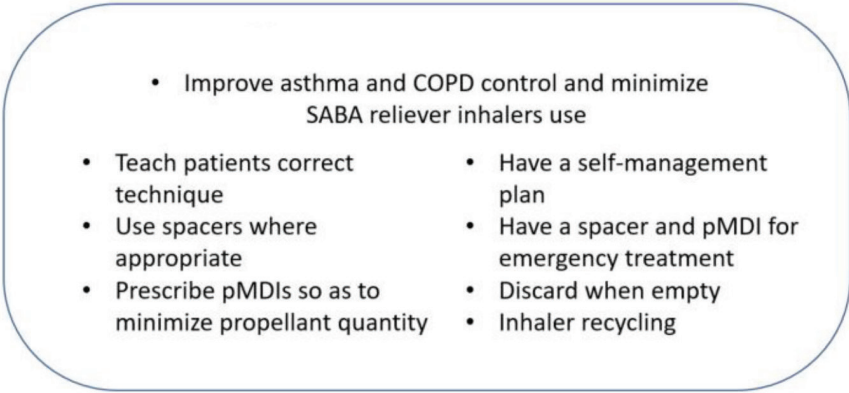 • Improve asthma and COPD control and minimize
SABA reliever inhalers use
• Teach patients correct
technique
• Use spacers where
appropriate
• Prescribe pMDIs so as to
minimize propellant quantity
• Have a self-management
plan
• Have a spacer and pMDI for
emergency treatment
• Discard when empty
• Inhaler recycling